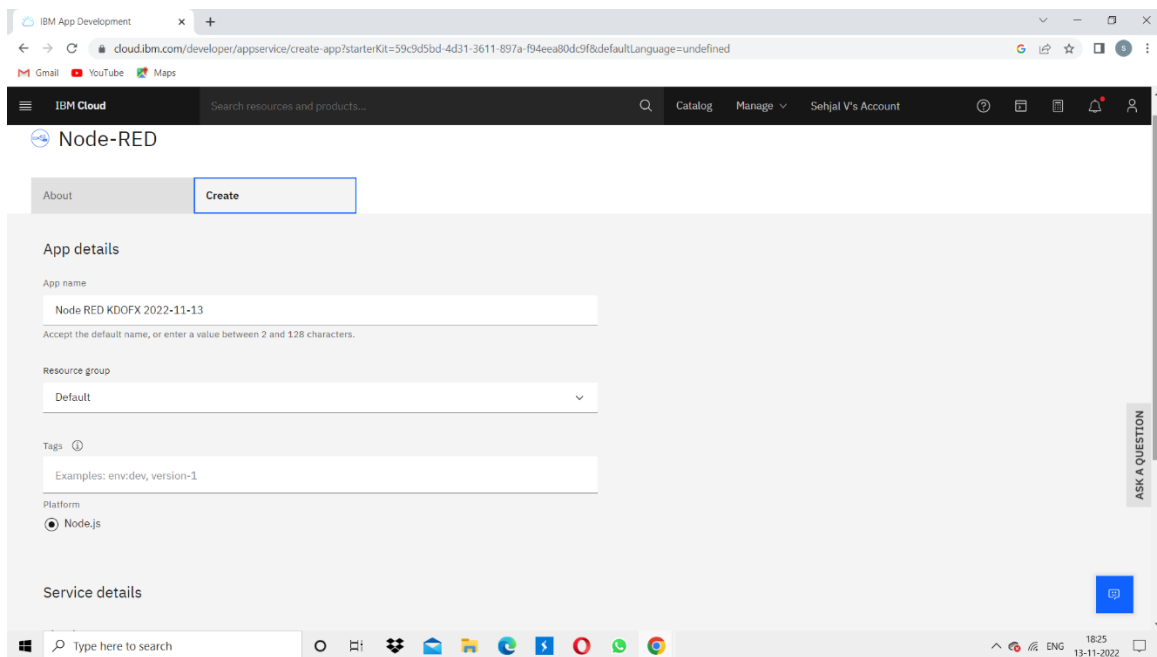 IBM App Development
cloud.ibm.com/developer/appservice/create-app?starterKit=59c9d5bd-4d31-3611-897a-f94eea80dc9f&defaultLanguage=undefined
Gmail YouTube Maps
IBM Cloud Search resources and products... Catalog Manage Sehjal V's Account
Node-RED
About Create
App details
App name
Node RED KDOFX 2022-11-13
Accept the default name, or enter a value between 2 and 128 characters.
Resource group
Default
Tags
Examples: env:dev, version-1
Platform
Node.js
ASK A QUESTION
Service details
Type here to search
ENG 18:25
13-11-2022